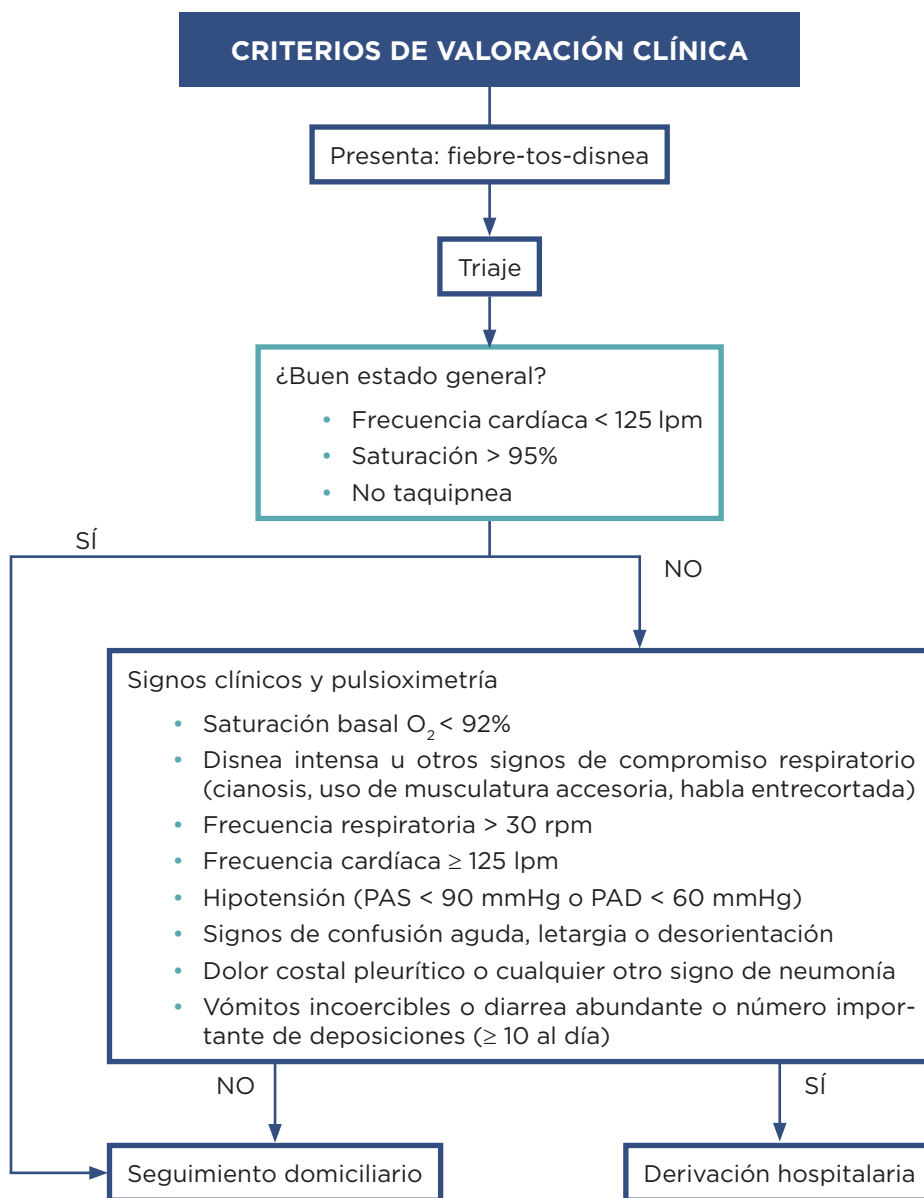 CRITERIOS DE VALORACIÓN CLÍNICA
Presenta: fiebre-tos-disnea
Triaje
¿Buen estado general?
• Frecuencia cardíaca < 125 lpm
• Saturación > 95%
• No taquipnea
SÍ
NO
Signos clínicos y pulsioximetría
• Saturación basal O₂ < 92%
• Disnea intensa u otros signos de compromiso respiratorio
(cianosis, uso de musculatura accesoria, habla entrecortada)
• Frecuencia respiratoria > 30 rpm
• Frecuencia cardíaca ≥ 125 lpm
• Hipotensión (PAS < 90 mmHg o PAD < 60 mmHg)
• Signos de confusión aguda, letargia o desorientación
• Dolor costal pleurítico o cualquier otro signo de neumonía
• Vómitos incoercibles o diarrea abundante o número impor-
tante de deposiciones (≥ 10 al día)
NO
SÍ
Seguimiento domiciliario
Derivación hospitalaria